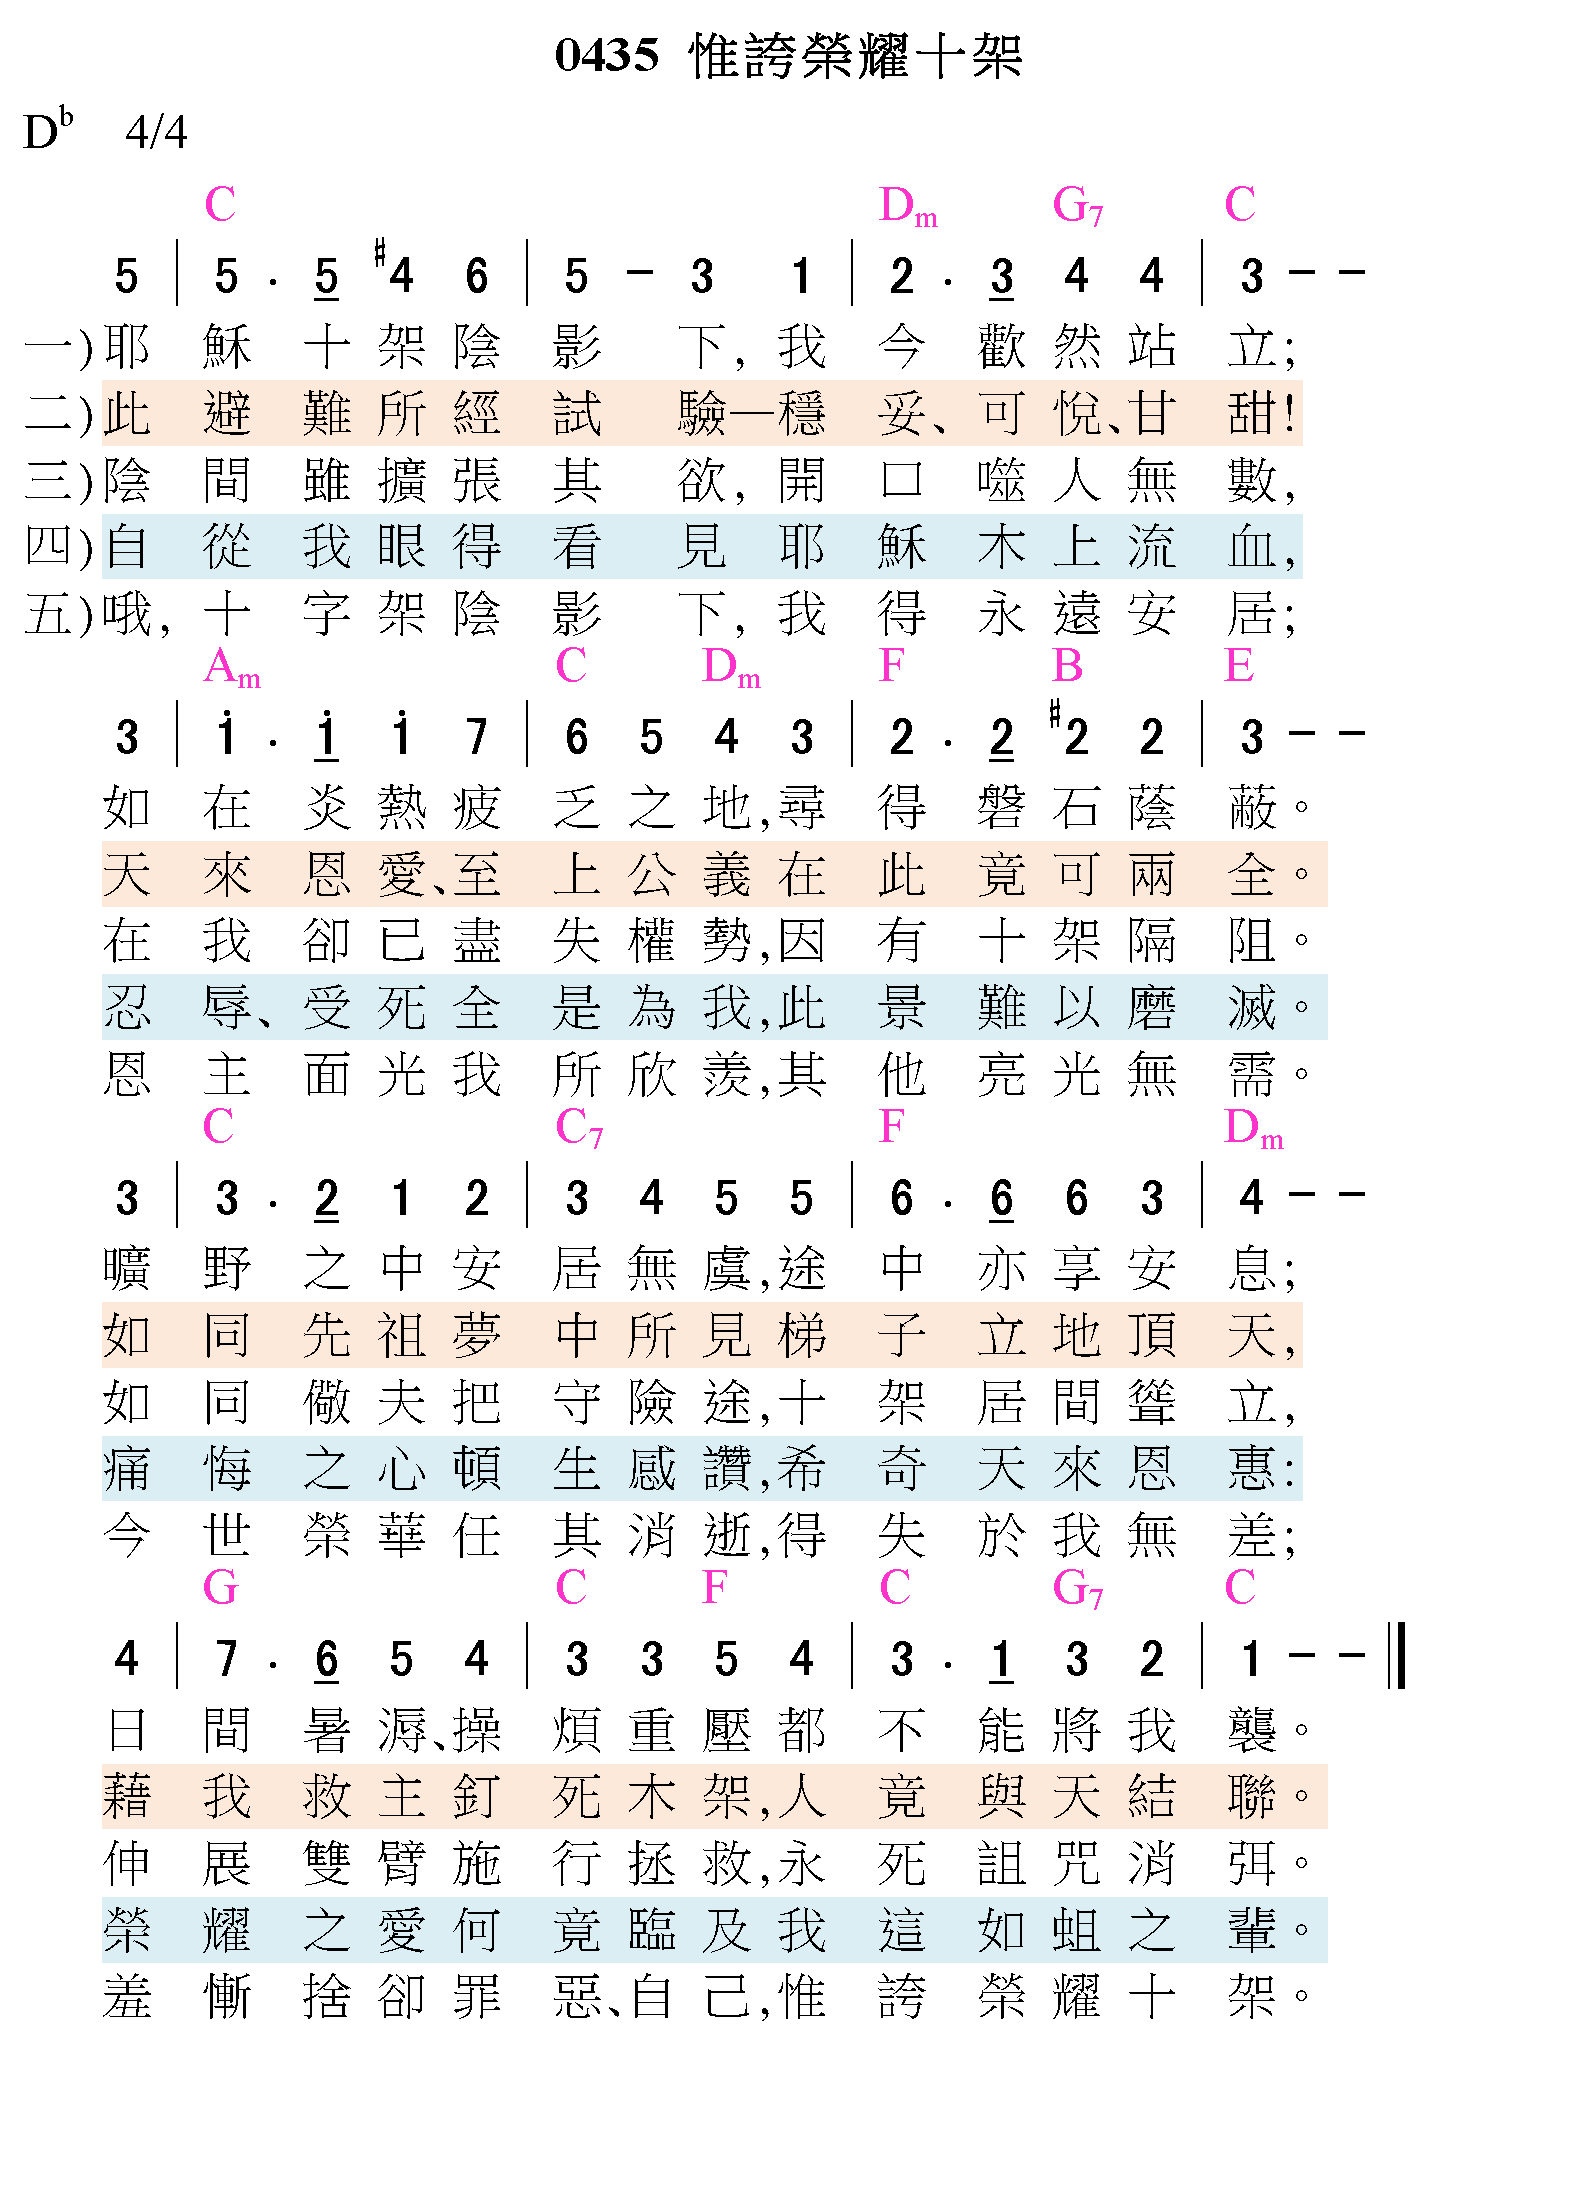 0435 惟誇榮耀十架
Db 4/4
C Dm G7 C
5 | 5 . 5 #4 6 | 5 - 3 1 | 2 . 3 4 4 | 3 - -
一)耶穌十架陰影下,我今歡然站立;
二)此避難所經試驗—穩妥、可悅、甘甜!
三)陰間雖擴張其欲,開口噬人無數,
四)自從我眼得看見耶穌木上流血,
五)哦,十字架陰影下,我得永遠安居;
Am C Dm F B E
3 | i . i i 7 | 6 5 4 3 | 2 . 2 #2 2 | 3 - -
如在炎熱疲乏之地,尋得磐石蔭蔽。
天來恩愛、至上公義在此竟可兩全。
在我卻已盡失權勢,因有十架隔阻。
忍辱、受死全是為我,此景難以磨滅。
恩主面光我所欣羨,其他亮光無需。
C C7 F Dm
3 | 3 . 2 1 2 | 3 4 5 5 | 6 . 6 6 3 | 4 - -
曠野之中安居無虞,途中亦享安息;
如同先祖夢中所見梯子立地頂天,
如同儆夫把守險途,十架居間聳立,
痛悔之心頓生感讚,希奇天來恩惠:
今世榮華任其消逝,得失於我無差;
G C F C G7 C
4 | 7 . 6 5 4 | 3 3 5 4 | 3 . 1 3 2 | 1 - - ‖
日間暑溽、操煩重壓都不能將我襲。
藉我救主釘死木架,人竟與天結聯。
伸展雙臂施行拯救,永死詛咒消弭。
榮耀之愛何竟臨及我這如蛆之輩。
羞慚捨卻罪惡、自己,惟誇榮耀十架。